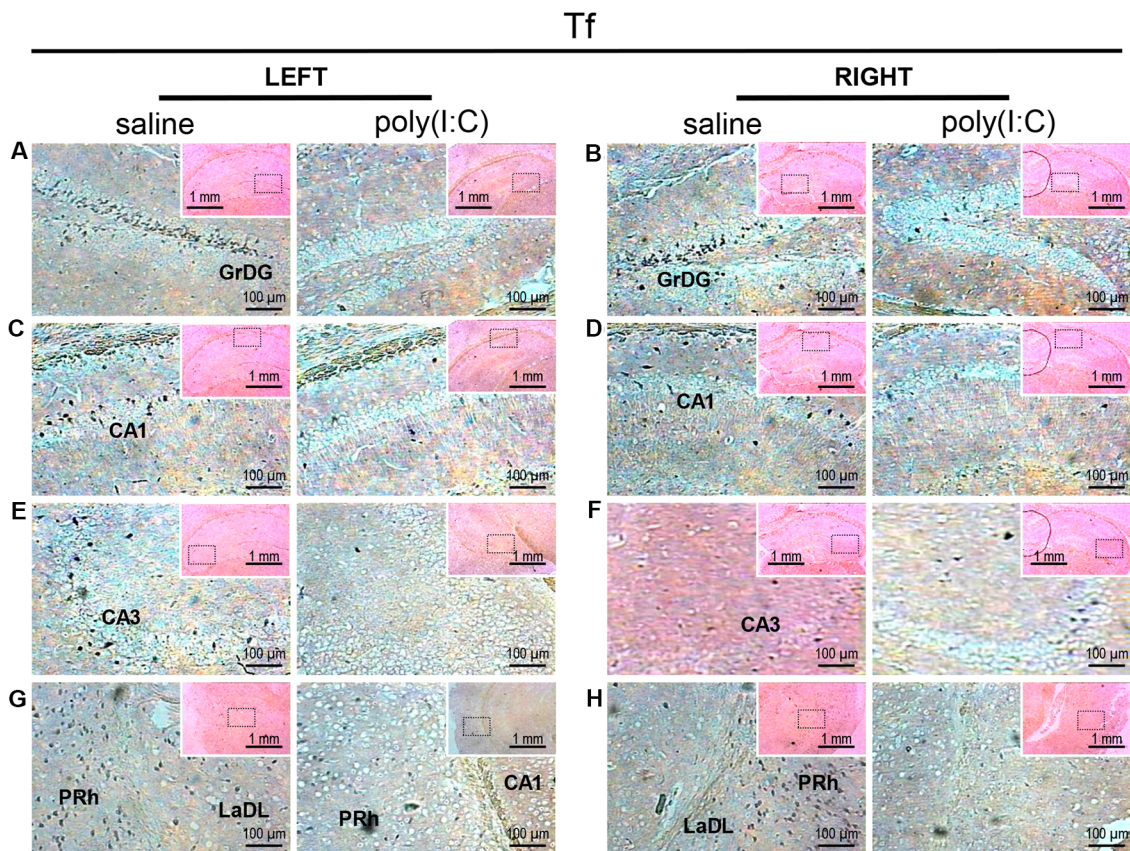 Tf
LEFT RIGHT
saline poly(I:C) saline poly(I:C)
A 1 mm GrDG 100 µm 1 mm 100 µm B 1 mm GrDG 100 µm 1 mm 100 µm
C 1 mm CA1 100 µm 1 mm 100 µm D 1 mm CA1 100 µm 1 mm 100 µm
E 1 mm CA3 100 µm 1 mm 100 µm F 1 mm CA3 100 µm 1 mm 100 µm
G 1 mm PRh LaDL 100 µm 1 mm CA1 PRh 100 µm H 1 mm PRh LaDL 100 µm 1 mm 100 µm